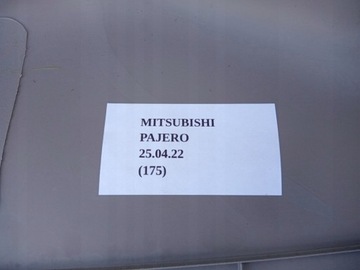 MITSUBISHI
PAJERO
25.04.22
(175)